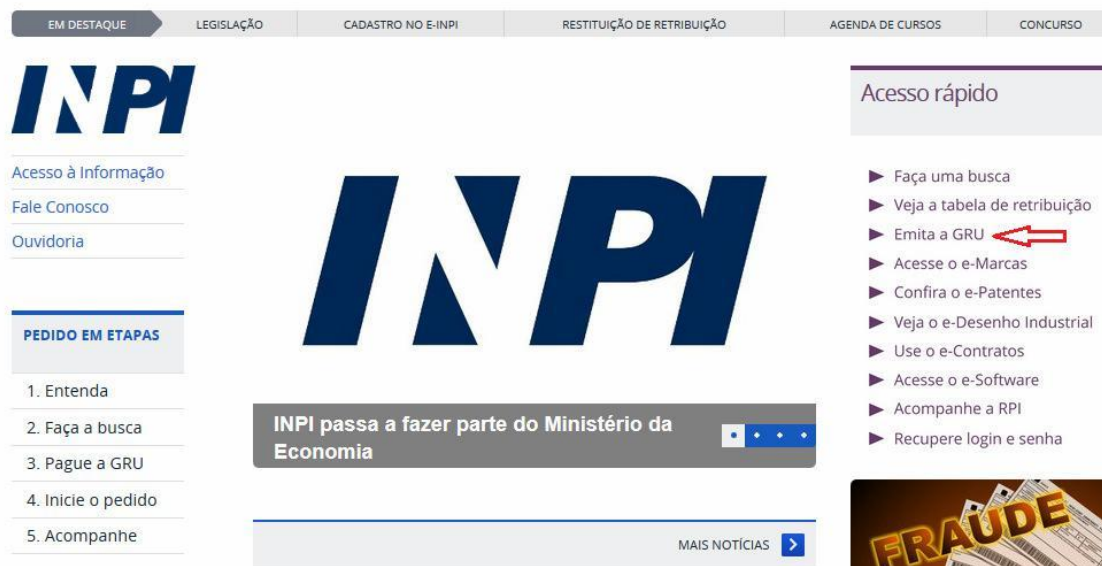 EM DESTAQUE LEGISLAÇÃO CADASTRO NO E-INPI RESTITUIÇÃO DE RETRIBUIÇÃO AGENDA DE CURSOS CONCURSO
INPI
Acesso à Informação
Fale Conosco
Ouvidoria
PEDIDO EM ETAPAS
1. Entenda
2. Faça a busca
3. Pague a GRU
4. Inicie o pedido
5. Acompanhe
INPI
INPI passa a fazer parte do Ministério da
Economia
MAIS NOTÍCIAS
Acesso rápido
Faça uma busca
Veja a tabela de retribuição
Emita a GRU
Acesse o e-Marcas
Confira o e-Patentes
Veja o e-Desenho Industrial
Use o e-Contratos
Acesse o e-Software
Acompanhe a RPI
Recupere login e senha
FRAUDE